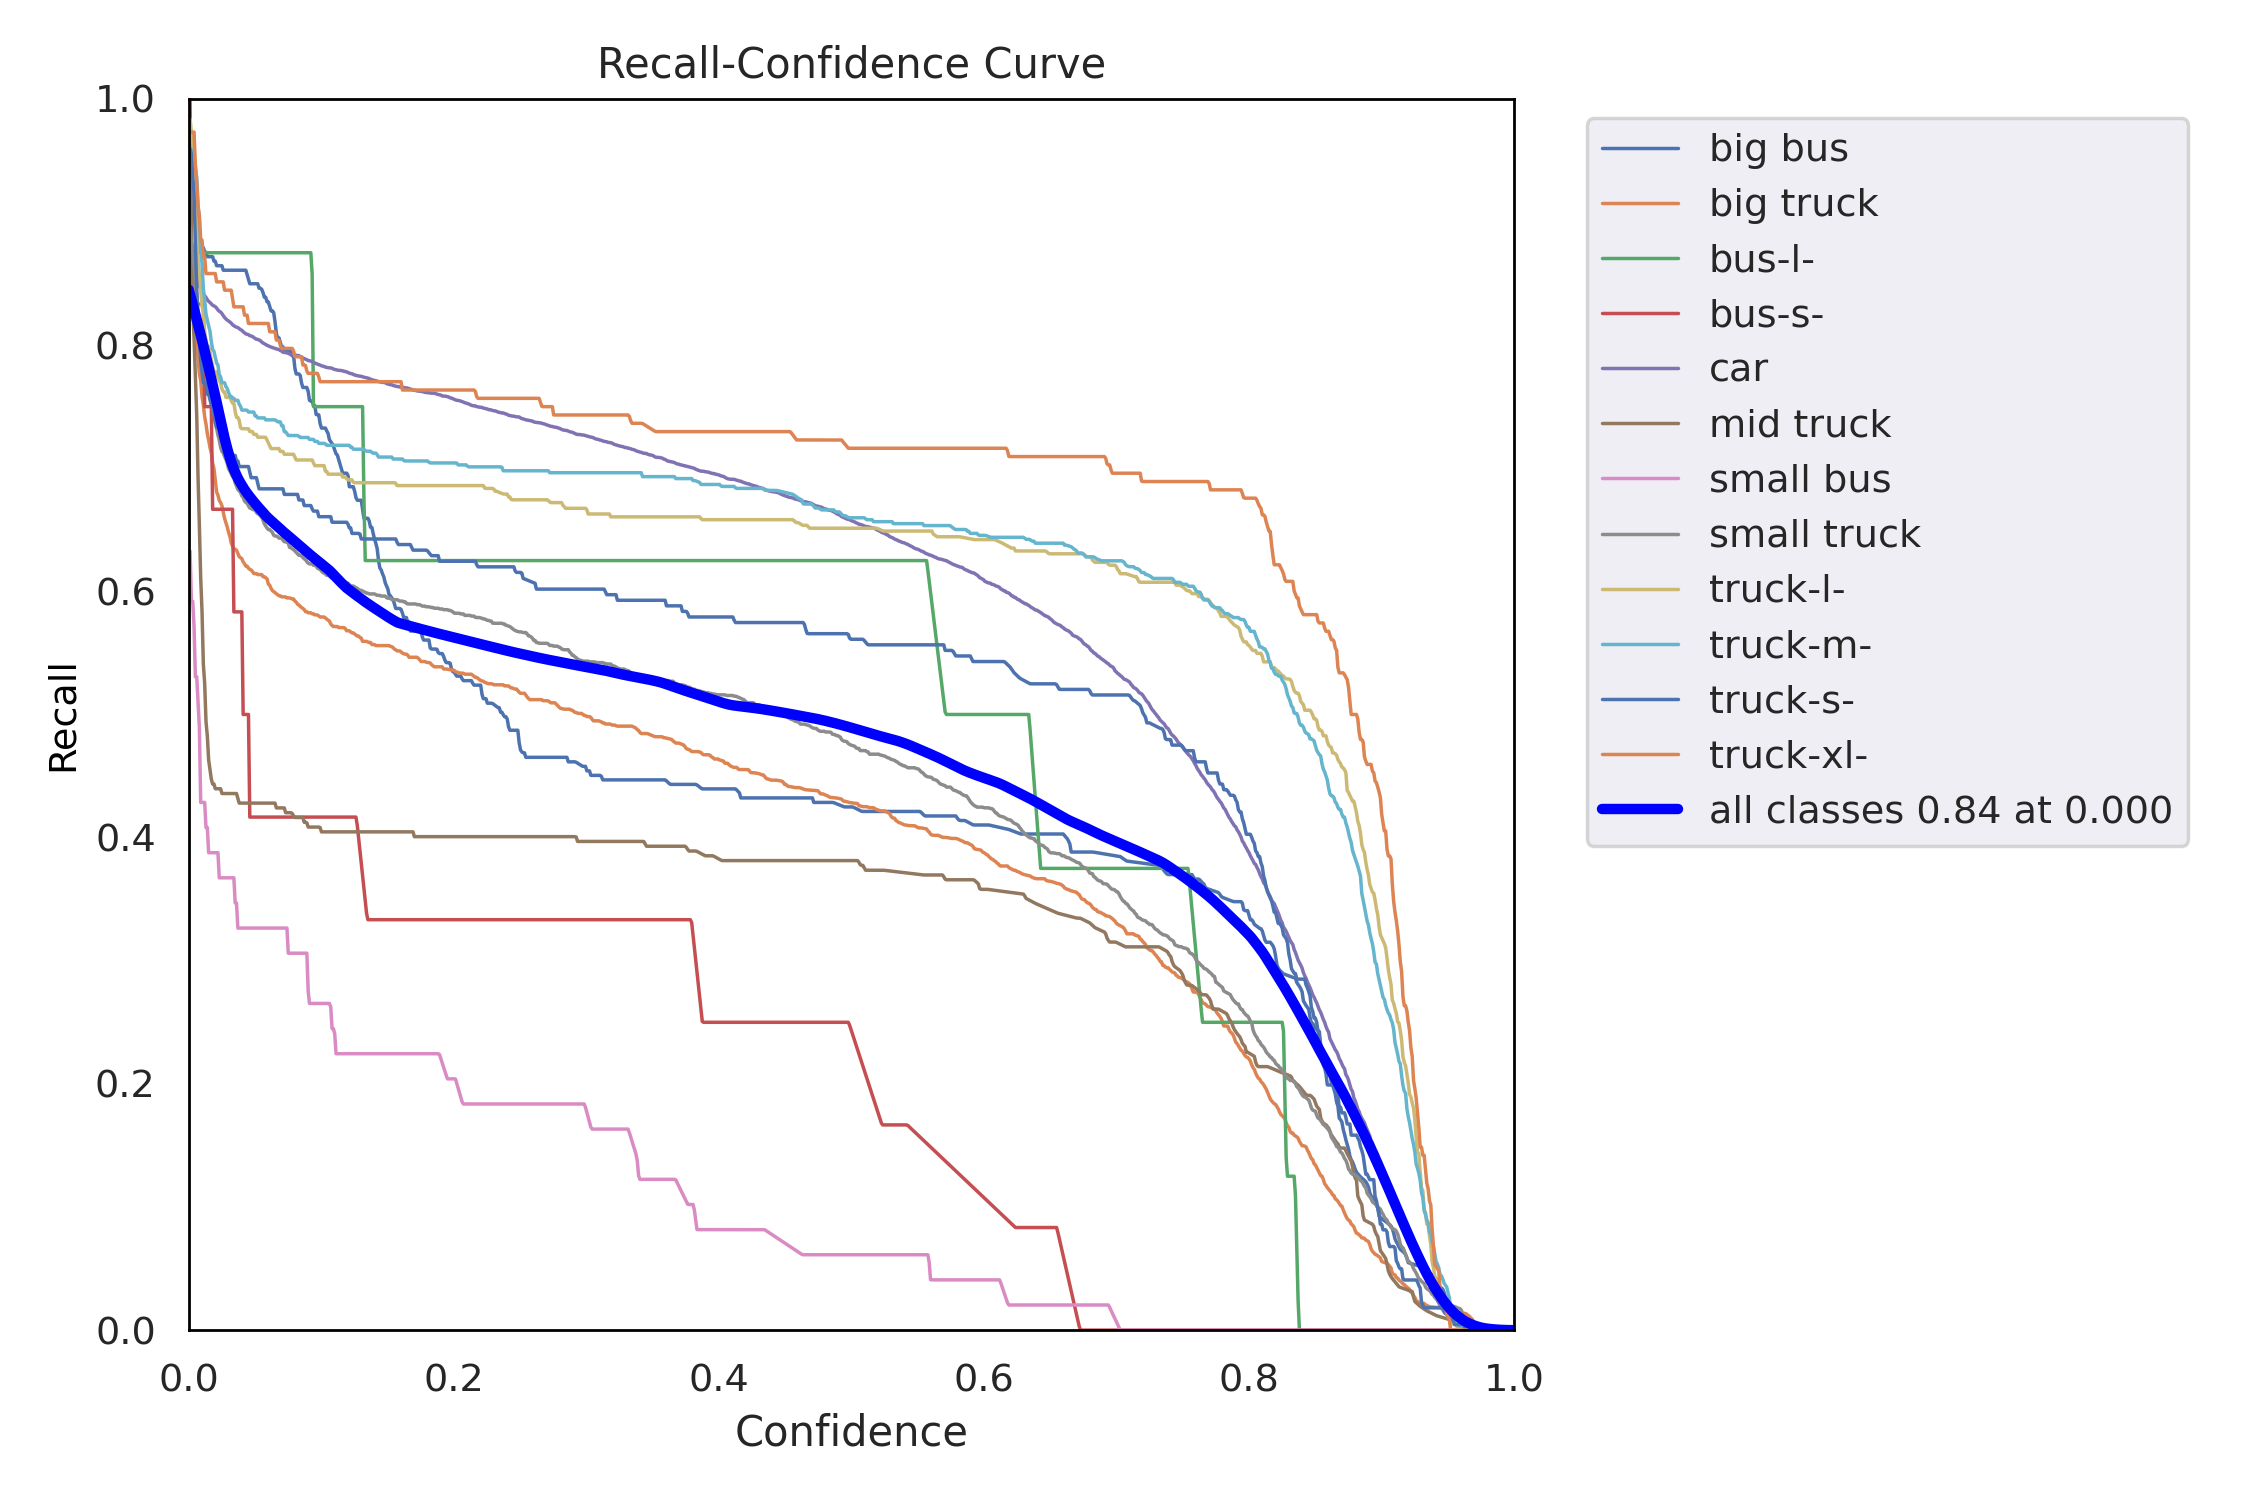 Recall-Confidence Curve
1.0
0.8
0.6
0.4
0.2
0.0
Recall
0.0 0.2 0.4 0.6 0.8 1.0
Confidence
big bus
big truck
bus-l-
bus-s-
car
mid truck
small bus
small truck
truck-l-
truck-m-
truck-s-
truck-xl-
all classes 0.84 at 0.000